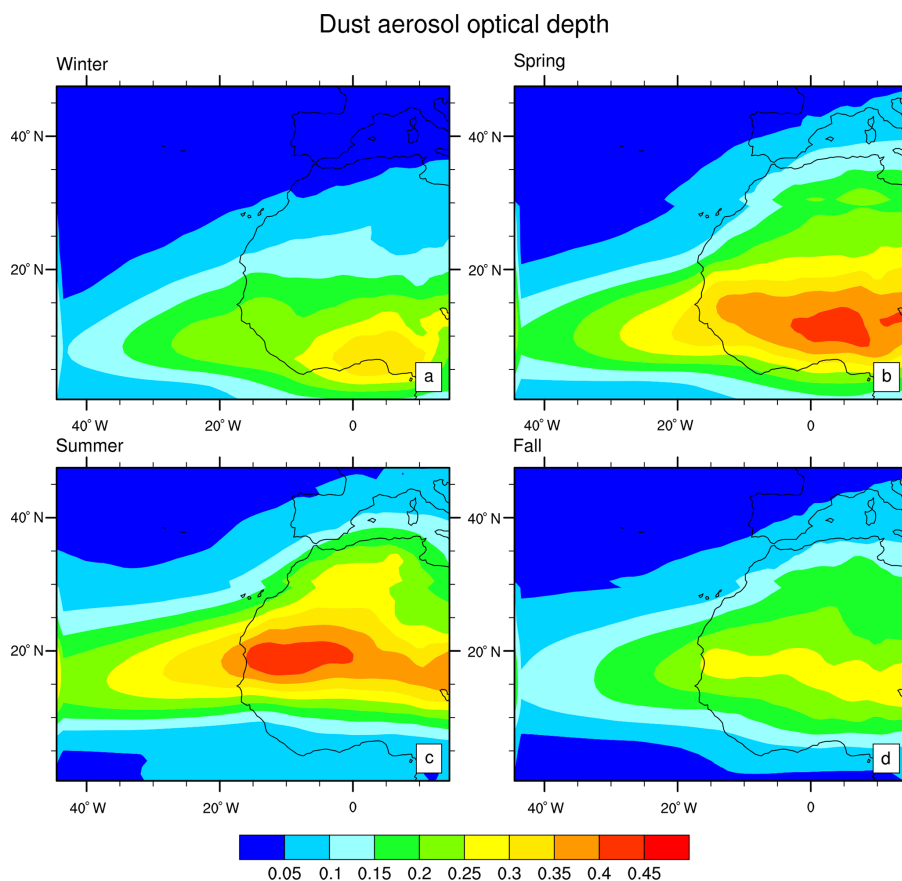 Dust aerosol optical depth
Winter
Spring
40° N
20° N
a
40° N
20° N
b
40° W
20° W
0
40° W
20° W
0
Summer
Fall
40° N
20° N
c
40° N
20° N
d
40° W
20° W
0
40° W
20° W
0
0.05 0.1 0.15 0.2 0.25 0.3 0.35 0.4 0.45